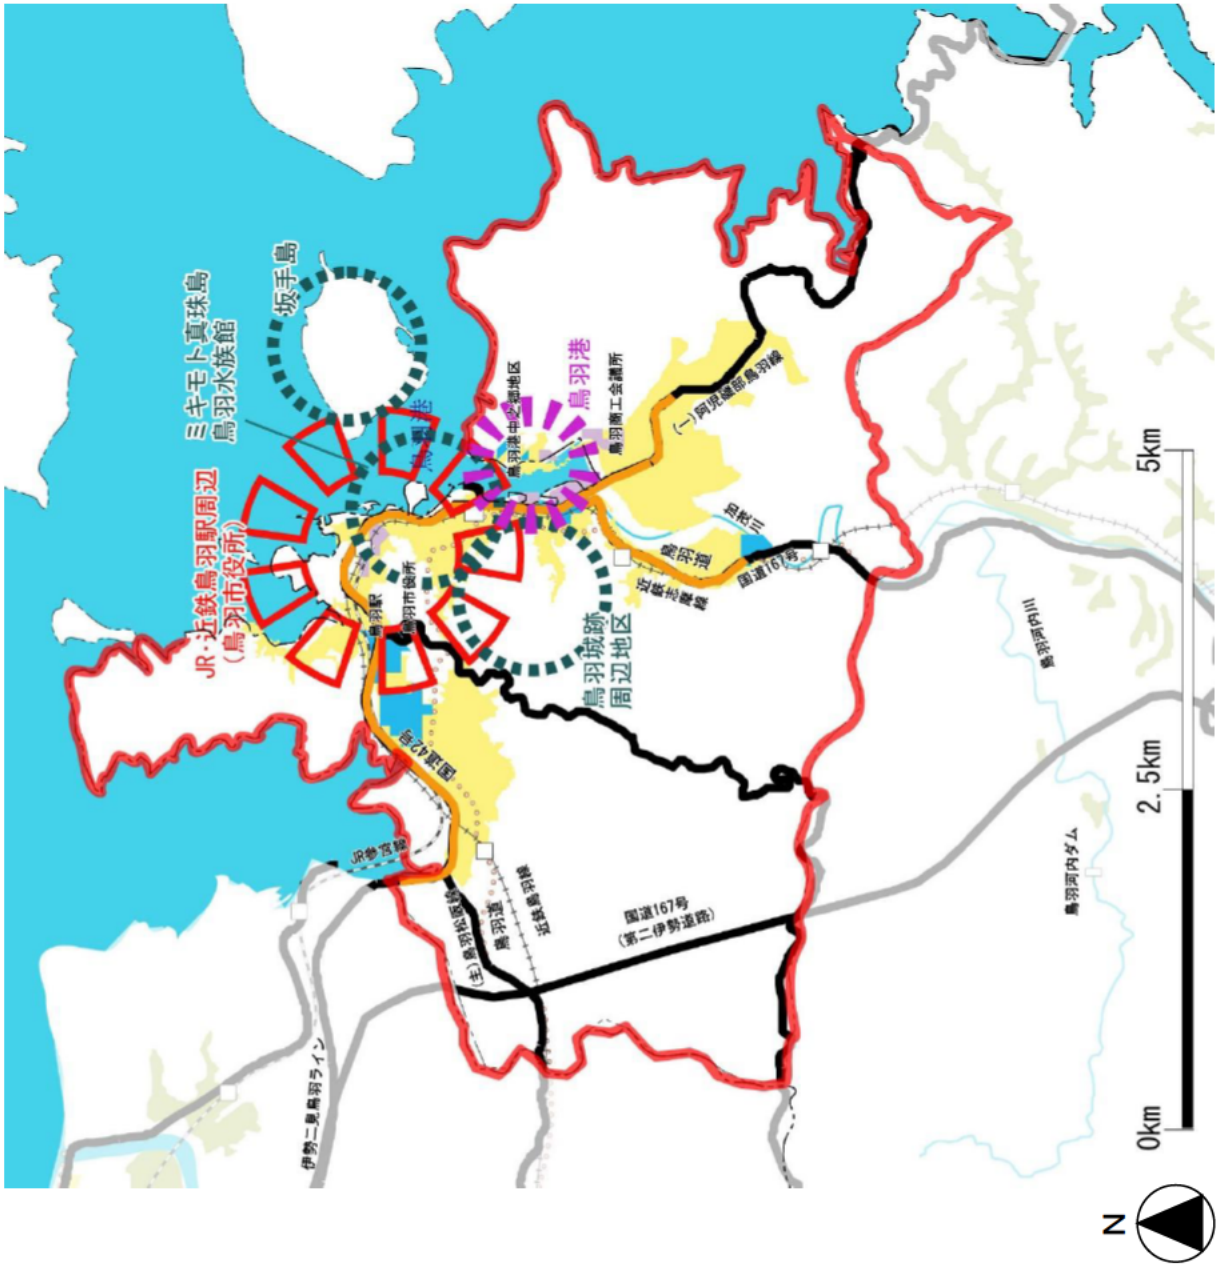 坂手島
ミキモト真珠島
鳥羽水族館
JR・近鉄鳥羽駅周辺
（鳥羽市役所）
鳥羽港
鳥羽港中之郷地区
鳥羽港
鳥羽商工会議所
(一)阿児磯部鳥羽線
鳥羽駅
鳥羽市役所
鳥羽城跡
周辺地区
加茂川
鳥羽道
近鉄志摩線
国道167号
国道42号
JR参宮線
(主)鳥羽松阪線
鳥羽道
近鉄鳥羽線
国道167号
(第二伊勢道路)
伊勢二見鳥羽ライン
鳥羽河内川
鳥羽河内ダム
0km
2.5km
5km
N